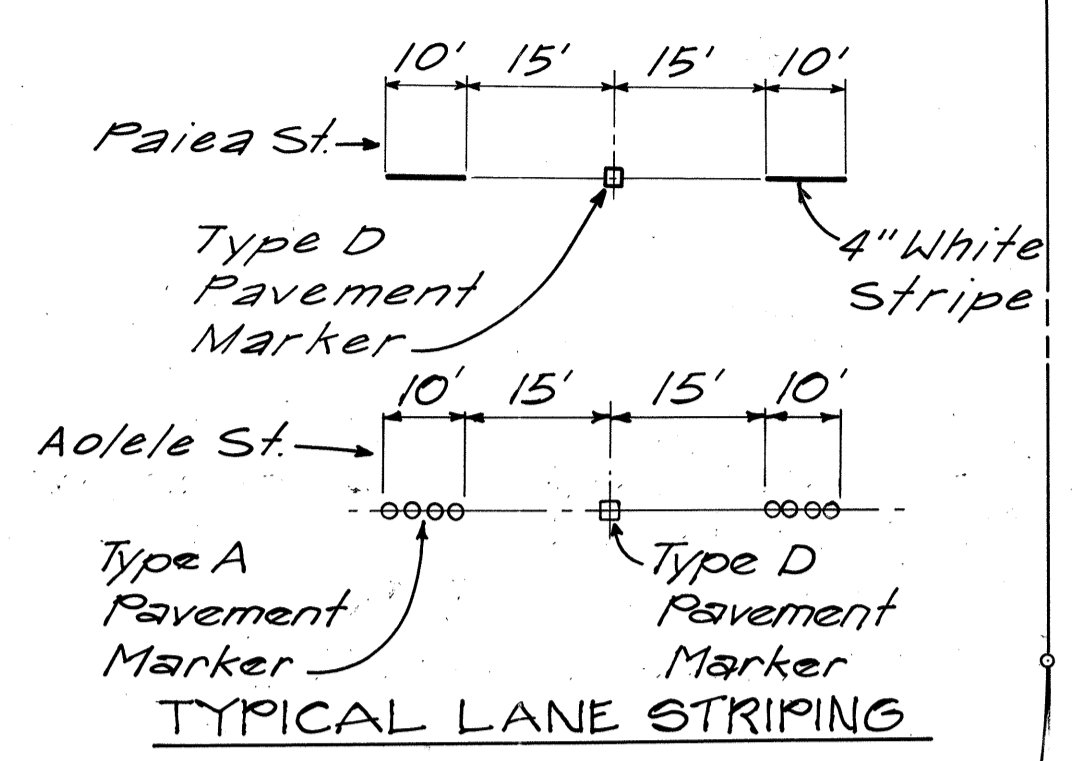 10' 15' 15' 10'
Paiea St.
Type D
Pavement
Marker
4" White
Stripe
10' 15' 15' 10'
Aolele St.
Type A
Pavement
Marker
Type D
Pavement
Marker
TYPICAL LANE STRIPING